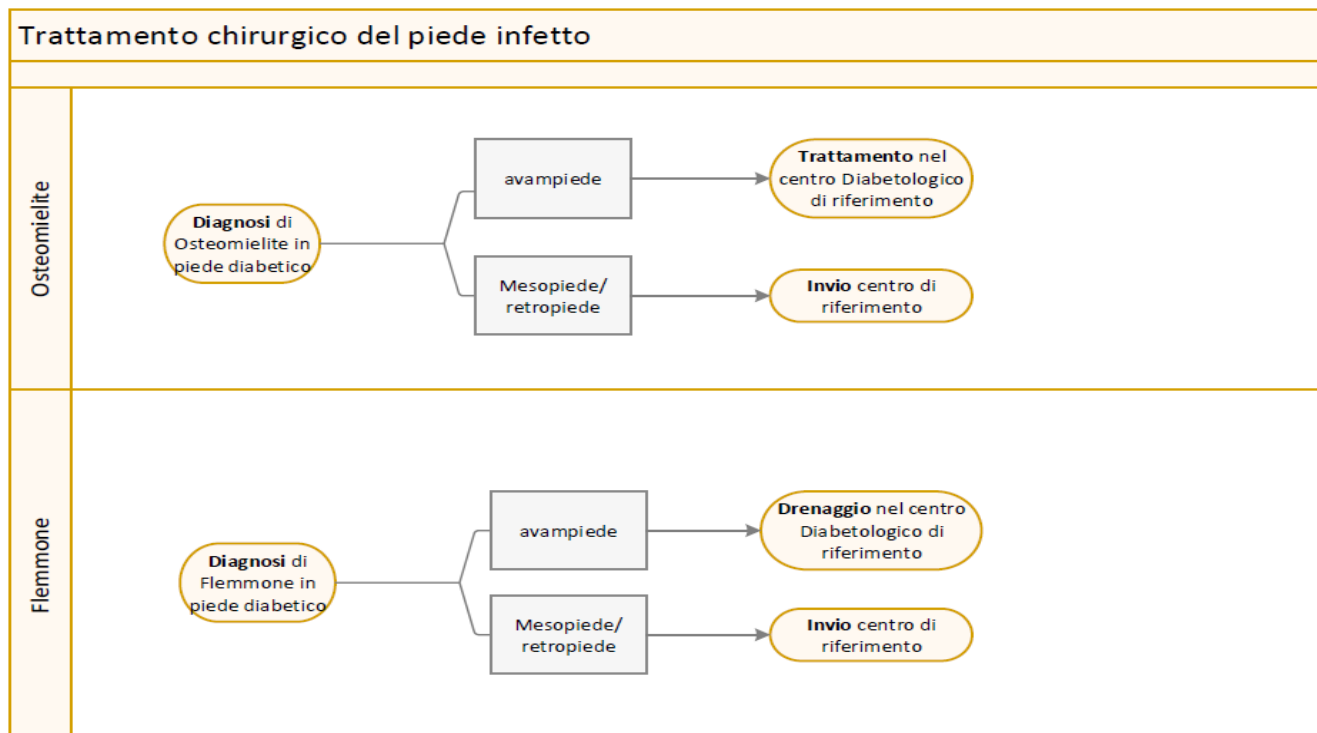 Trattamento chirurgico del piede infetto
Osteomielite
Diagnosi di
Osteomielite in
piede diabetico
avampiede
Trattamento nel
centro Diabetologico
di riferimento
Mesopiede/
retropiede
Invio centro di
riferimento
Flemmone
Diagnosi di
Flemmone in
piede diabetico
avampiede
Drenaggio nel centro
Diabetologico di
riferimento
Mesopiede/
retropiede
Invio centro di
riferimento